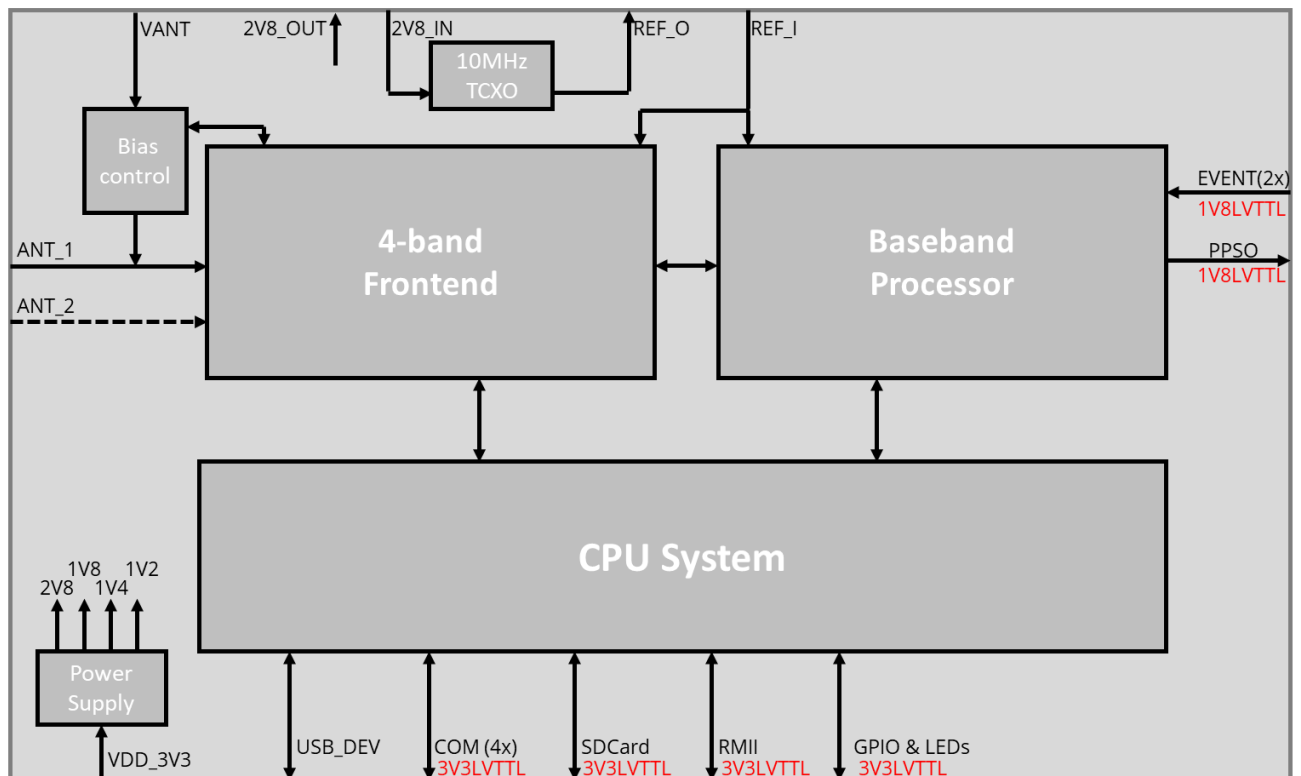 VANT
2V8_OUT
2V8_IN
REF_O
REF_I
10MHz
TCXO
Bias
control
4-band
Frontend
Baseband
Processor
EVENT(2x)
1V8LVTTL
PPSO
1V8LVTTL
ANT_1
ANT_2
CPU System
1V8
1V2
2V8
1V4
Power
Supply
VDD_3V3
USB_DEV
COM (4x)
3V3LVTTL
SDCard
3V3LVTTL
RMII
3V3LVTTL
GPIO & LEDs
3V3LVTTL